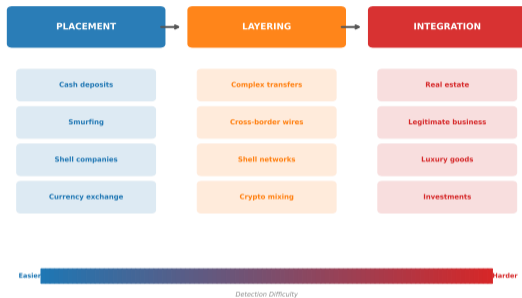 PLACEMENT
LAYERING
INTEGRATION
Cash deposits
Complex transfers
Real estate
Smurfing
Cross-border wires
Legitimate business
Shell companies
Shell networks
Luxury goods
Currency exchange
Crypto mixing
Investments
Easier
Harder
Detection Difficulty